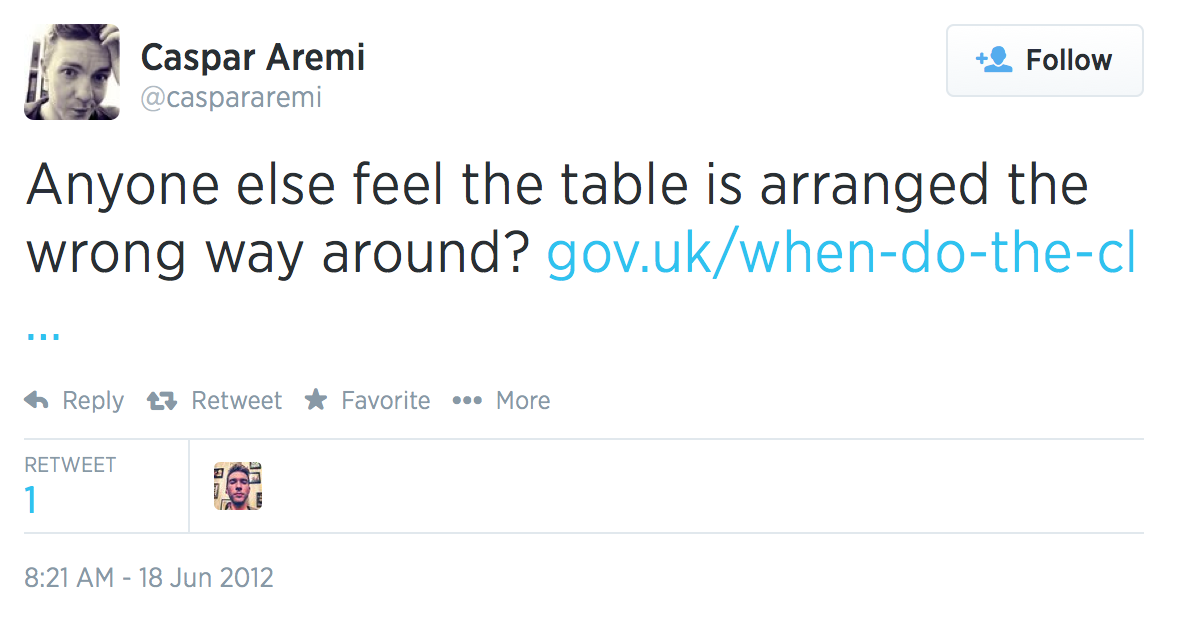 Caspar Aremi
@caspararemi
Follow
Anyone else feel the table is arranged the
wrong way around? gov.uk/when-do-the-cl
...
Reply Retweet Favorite ••• More
RETWEET
1
8:21 AM - 18 Jun 2012